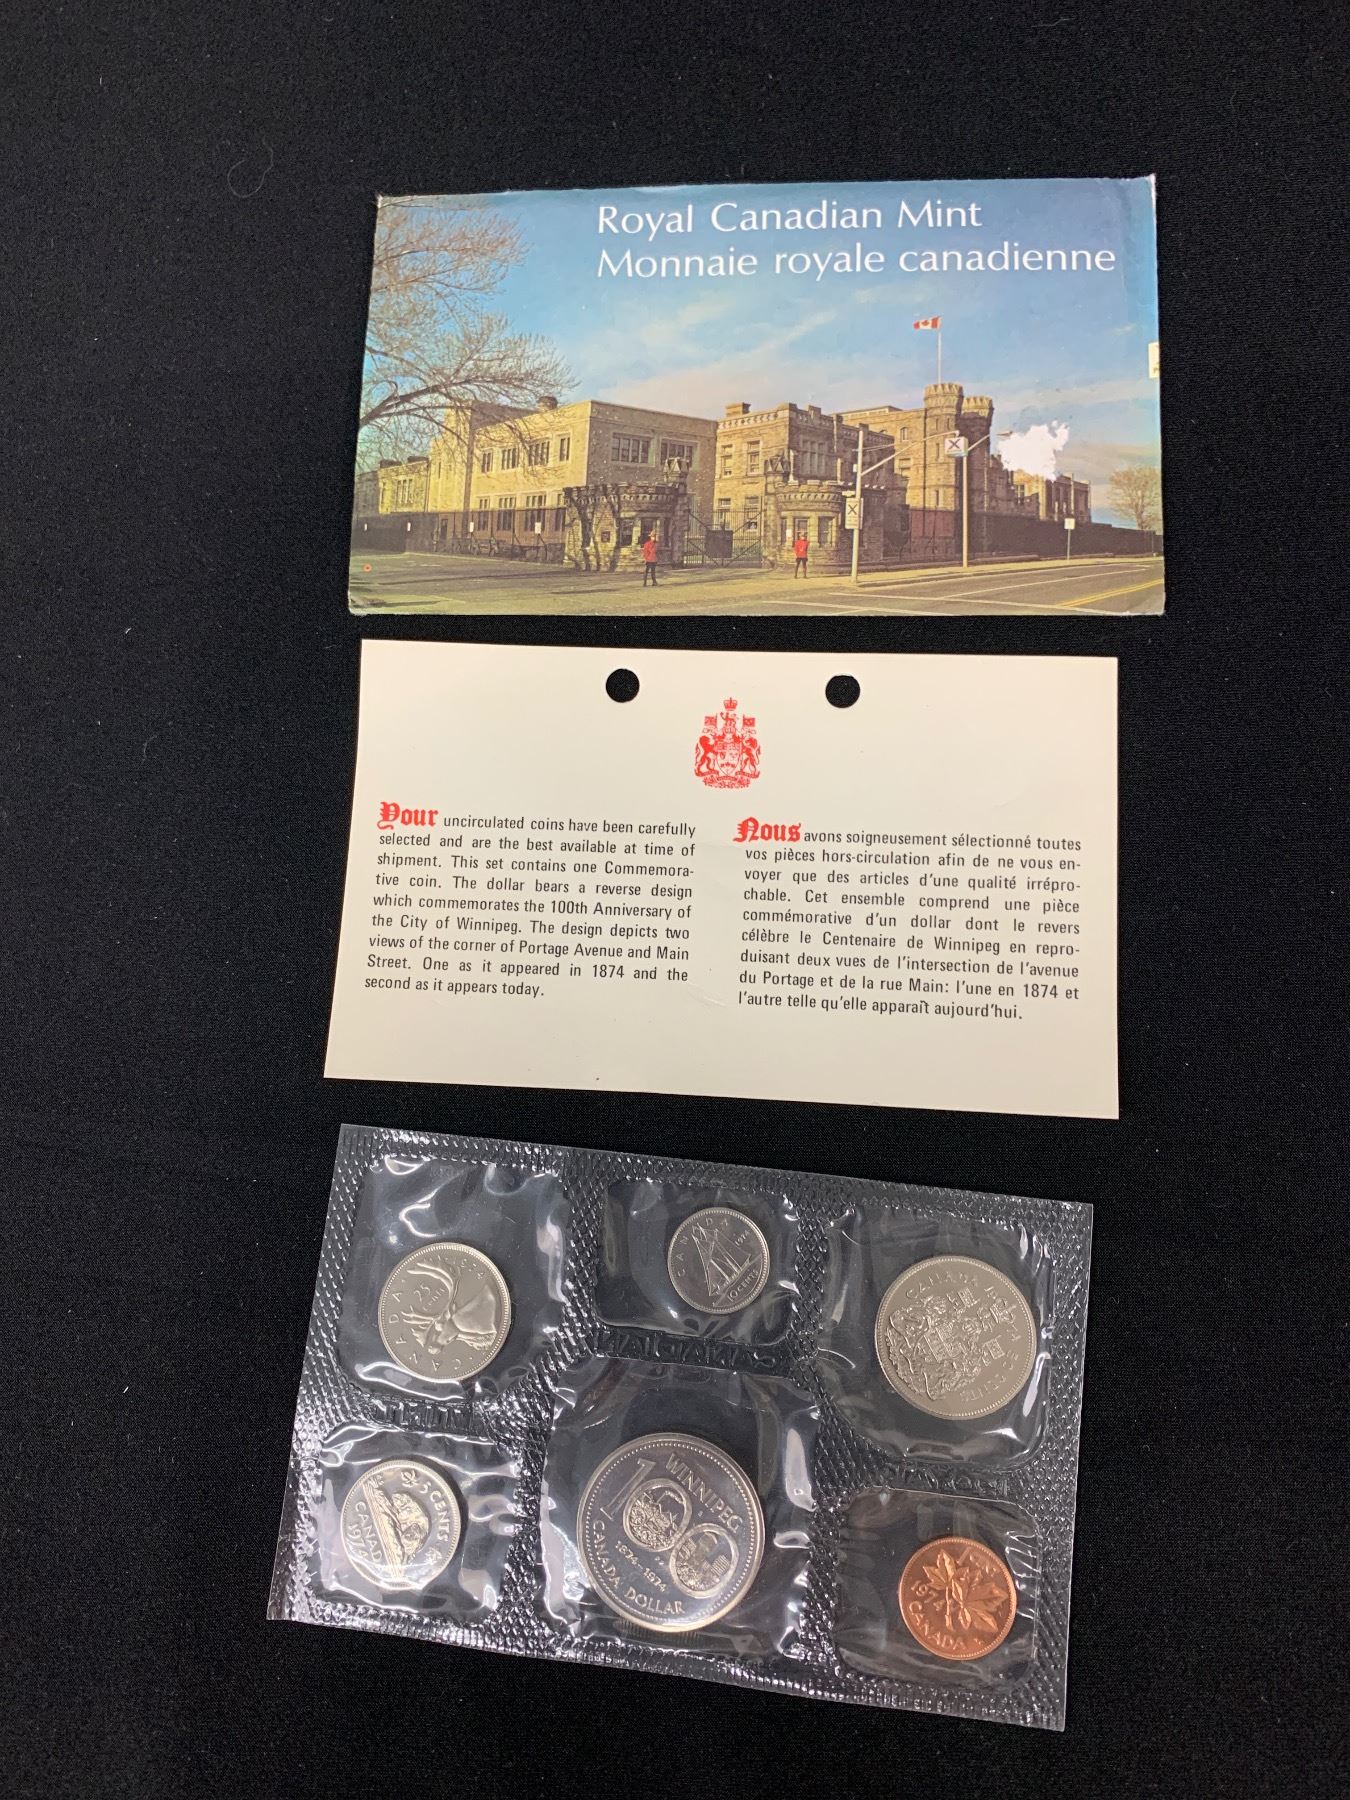 Royal Canadian Mint
Monnaie royale canadienne
Your uncirculated coins have been carefully
selected and are the best available at time of
shipment. This set contains one Commemora-
tive coin. The dollar bears a reverse design
which commemorates the 100th Anniversary of
the City of Winnipeg. The design depicts two
views of the corner of Portage Avenue and Main
Street. One as it appeared in 1874 and the
second as it appears today.
Nous avons soigneusement sélectionné toutes
vos pièces hors-circulation afin de ne vous en-
voyer que des articles d'une qualité irrépro-
chable. Cet ensemble comprend une pièce
commémorative d'un dollar dont le revers
célèbre le Centenaire de Winnipeg en repro-
duisant deux vues de l'intersection de l'avenue
du Portage et de la rue Main: l'une en 1874 et
l'autre telle qu'elle apparaît aujourd'hui.
CANADA 1974
25
CENTS
CANADA 1974
10 CENTS
CANADA
50 CENTS
5 CENTS
CANADA
1974
WINNIPEG
100
1874-1974
CANADA DOLLAR
1974
CANADA